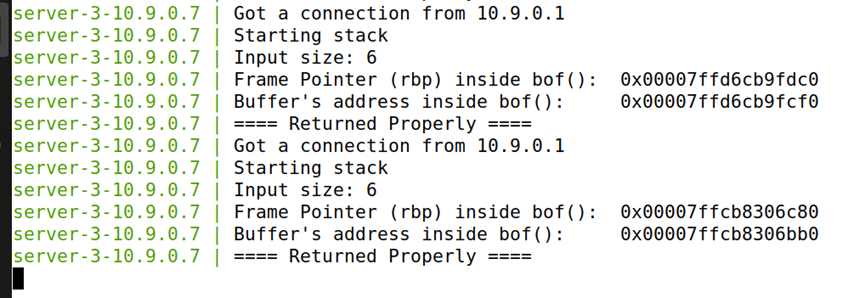 server-3-10.9.0.7 | Got a connection from 10.9.0.1
server-3-10.9.0.7 | Starting stack
server-3-10.9.0.7 | Input size: 6
server-3-10.9.0.7 | Frame Pointer (rbp) inside bof():  0x00007ffd6cb9fdc0
server-3-10.9.0.7 | Buffer's address inside bof():     0x00007ffd6cb9fcf0
server-3-10.9.0.7 | ==== Returned Properly ====
server-3-10.9.0.7 | Got a connection from 10.9.0.1
server-3-10.9.0.7 | Starting stack
server-3-10.9.0.7 | Input size: 6
server-3-10.9.0.7 | Frame Pointer (rbp) inside bof():  0x00007ffcb8306c80
server-3-10.9.0.7 | Buffer's address inside bof():     0x00007ffcb8306bb0
server-3-10.9.0.7 | ==== Returned Properly ====